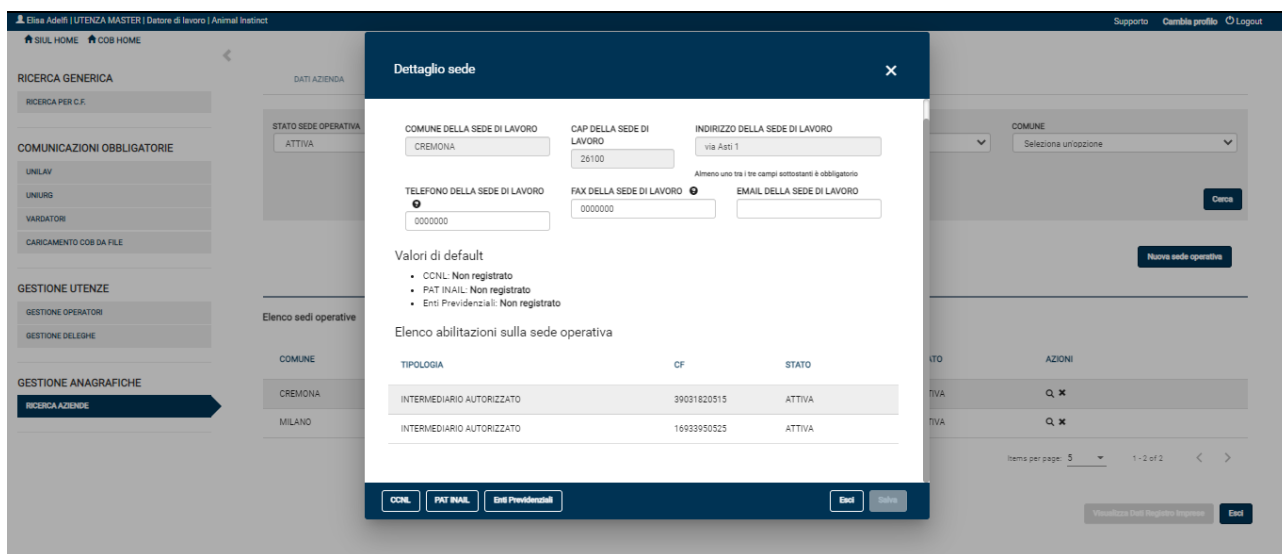 Elisa Adelfi | UTENZA MASTER | Datore di lavoro | Animal Instinct
Supporto Cambia profilo Logout
SIUL HOME COB HOME
RICERCA GENERICA
RICERCA PER C.F.
COMUNICAZIONI OBBLIGATORIE
UNILAV
UNIURG
VARDATORI
CARICAMENTO COB DA FILE
GESTIONE UTENZE
GESTIONE OPERATORI
GESTIONE DELEGHE
GESTIONE ANAGRAFICHE
RICERCA AZIENDE
DATI AZIENDA
STATO SEDE OPERATIVA
ATTIVA
COMUNE
Seleziona un'opzione
Cerca
Nuova sede operativa
Elenco sedi operative
COMUNE
ATO
AZIONI
CREMONA
TIVA
MILANO
TIVA
Items per page: 5
1 - 2 of 2
Visualizza Dati Registro Imprese
Esci
Dettaglio sede
COMUNE DELLA SEDE DI LAVORO
CREMONA
CAP DELLA SEDE DI
LAVORO
26100
INDIRIZZO DELLA SEDE DI LAVORO
via Asti 1
Almeno uno tra i tre campi sottostanti è obbligatorio
TELEFONO DELLA SEDE DI LAVORO
0000000
FAX DELLA SEDE DI LAVORO
0000000
EMAIL DELLA SEDE DI LAVORO
Valori di default
CCNL: Non registrato
PAT INAIL: Non registrato
Enti Previdenziali: Non registrato
Elenco abilitazioni sulla sede operativa
TIPOLOGIA CF STATO
INTERMEDIARIO AUTORIZZATO 39031820515 ATTIVA
INTERMEDIARIO AUTORIZZATO 16933950525 ATTIVA
CCNL PAT INAIL Enti Previdenziali Esci Salva